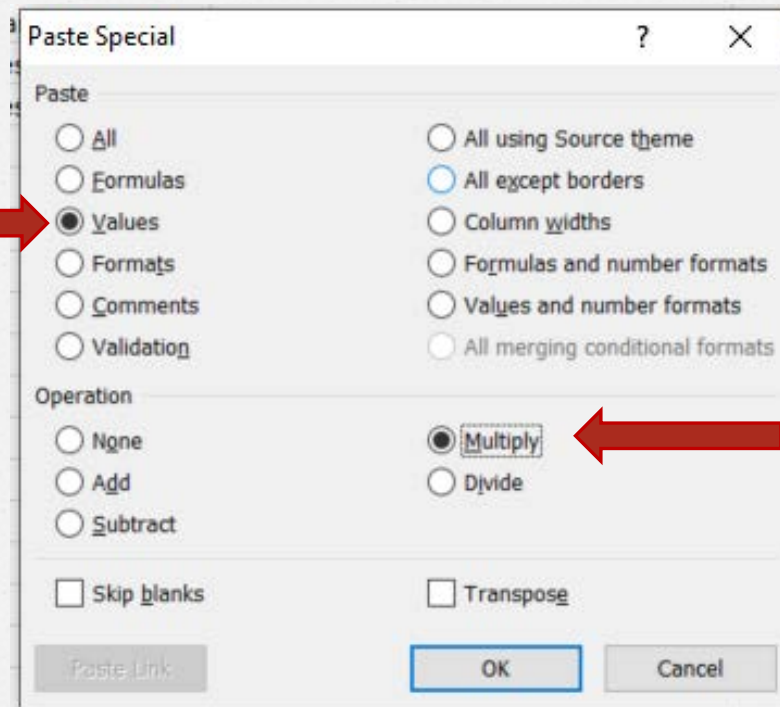 Paste Special ? X
Paste
All
All using Source theme
Formulas
All except borders
Values
Column widths
Formats
Formulas and number formats
Comments
Values and number formats
Validation
All merging conditional formats
Operation
None
Multiply
Add
Divide
Subtract
Skip blanks
Transpose
Paste Link
OK
Cancel